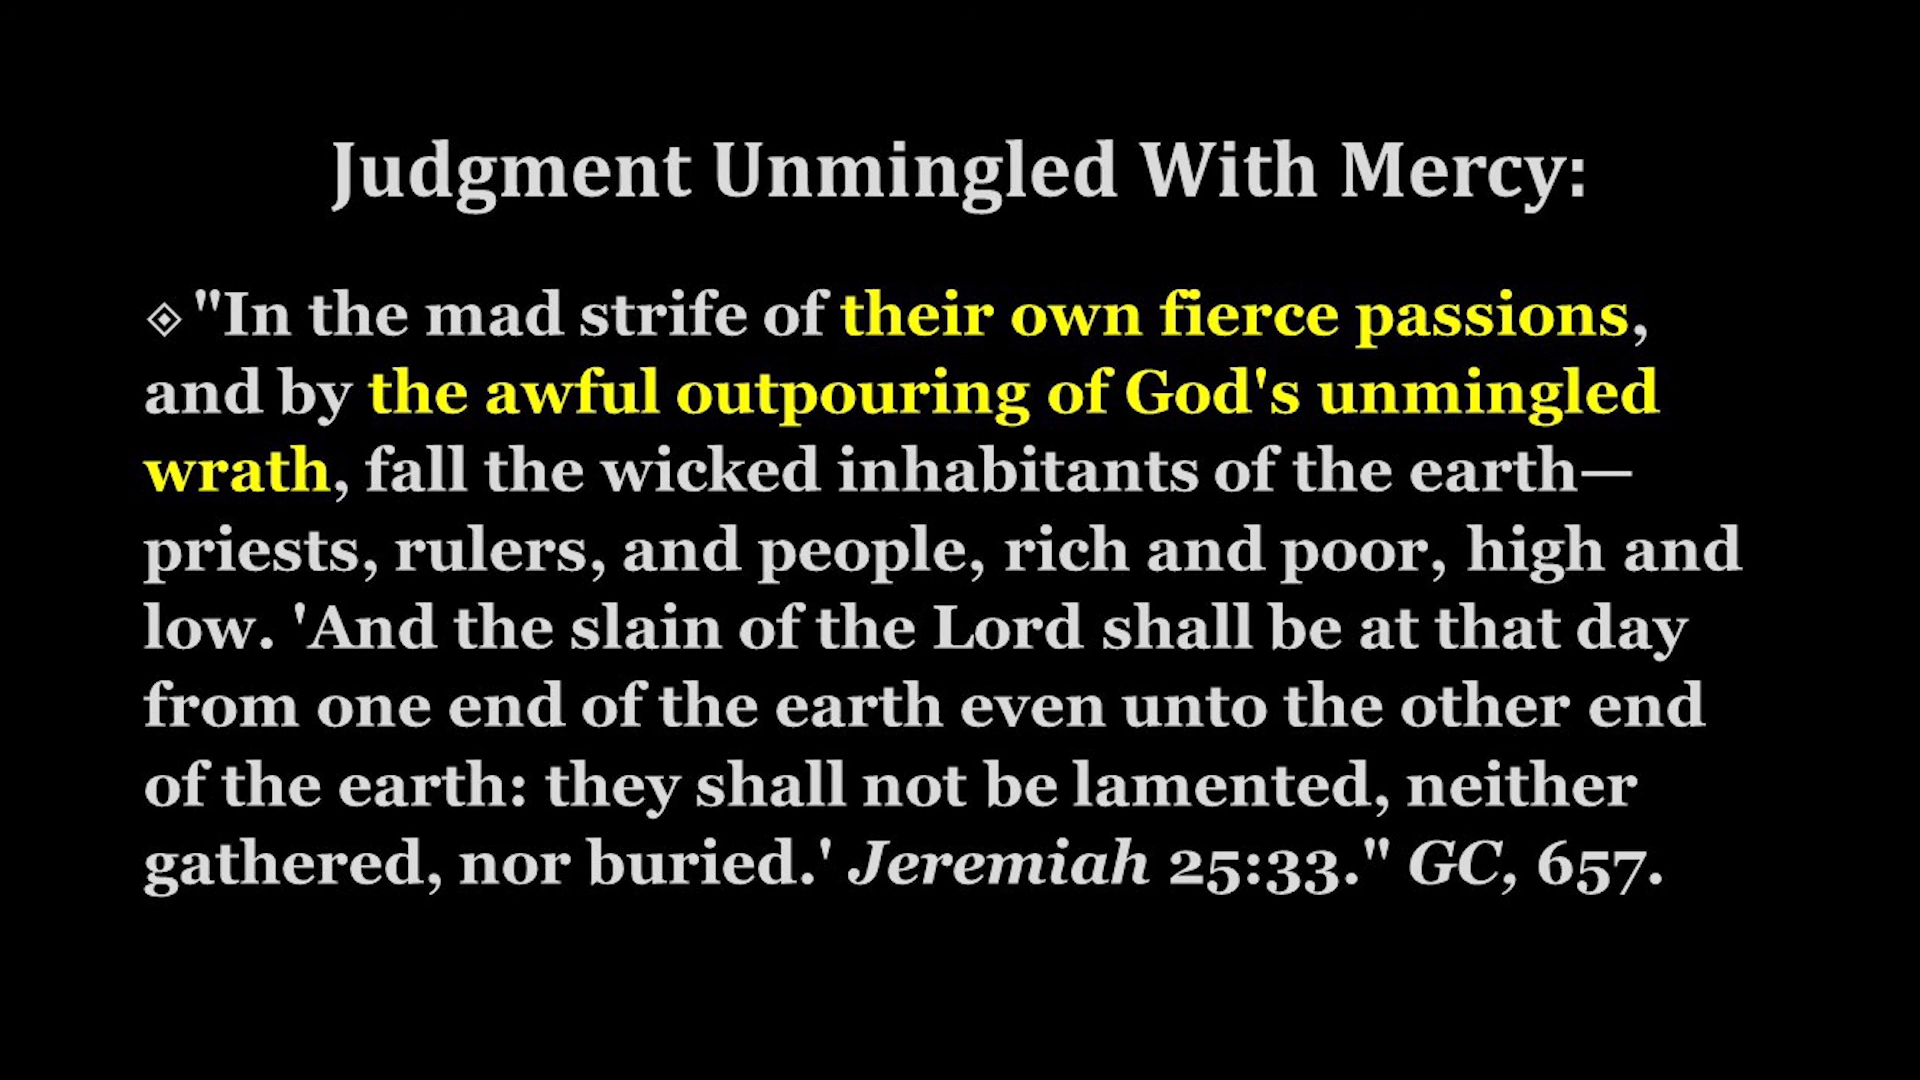 Judgment Unmingled With Mercy:
◈ "In the mad strife of their own fierce passions,
and by the awful outpouring of God's unmingled
wrath, fall the wicked inhabitants of the earth—
priests, rulers, and people, rich and poor, high and
low. 'And the slain of the Lord shall be at that day
from one end of the earth even unto the other end
of the earth: they shall not be lamented, neither
gathered, nor buried.' Jeremiah 25:33." GC, 657.